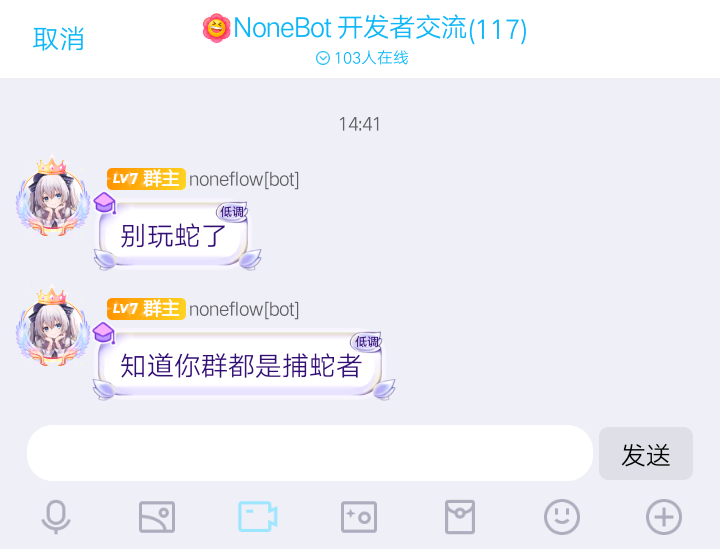 取消
NoneBot 开发者交流(117)
103人在线
14:41
LV7 群主 noneflow[bot]
低调
别玩蛇了
LV7 群主 noneflow[bot]
低调
知道你群都是捕蛇者
发送